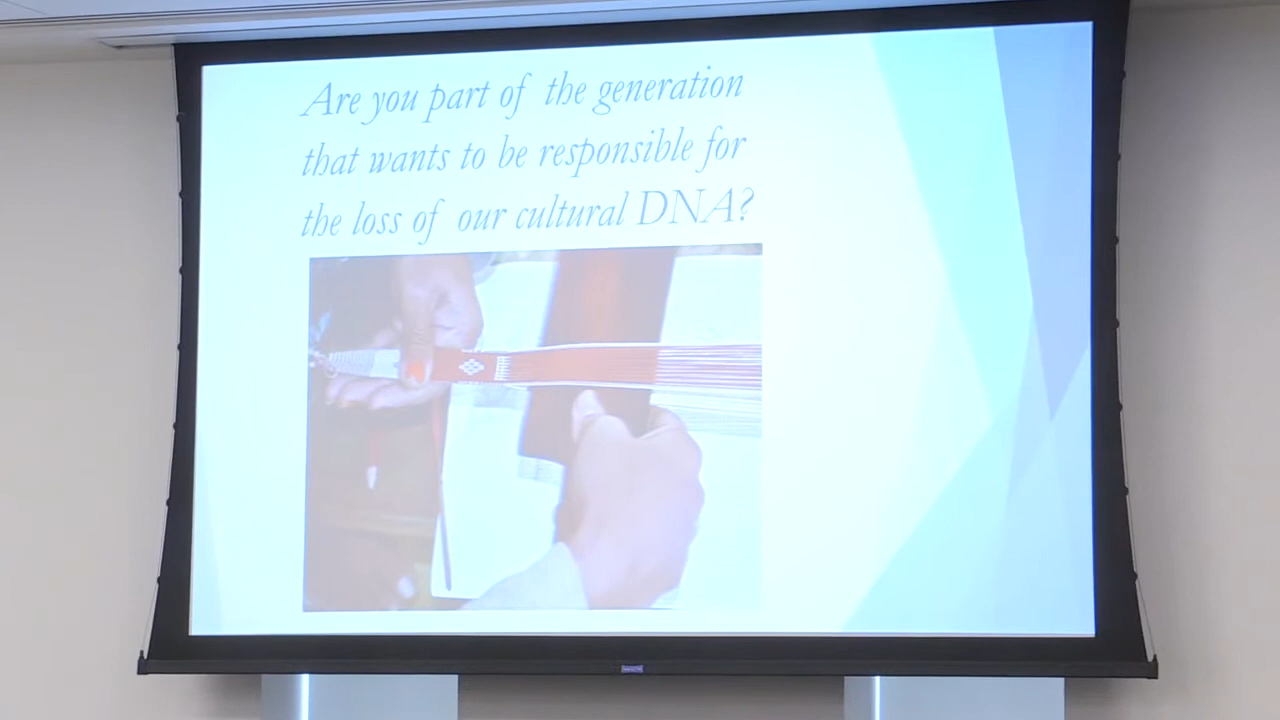 Are you part of the generation
that wants to be responsible for
the loss of our cultural DNA?